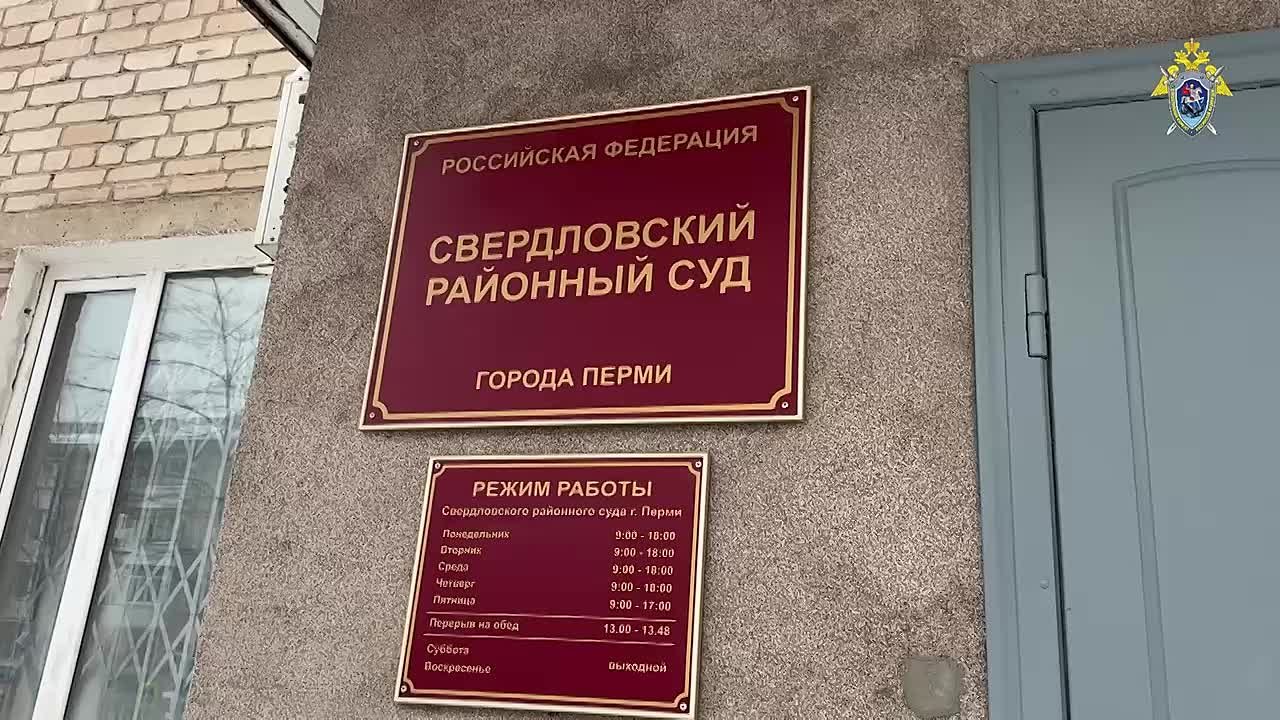 РОССИЙСКАЯ ФЕДЕРАЦИЯ
СВЕРДЛОВСКИЙ
РАЙОННЫЙ СУД
ГОРОДА ПЕРМИ
РЕЖИМ РАБОТЫ
Свердловского районного суда г. Перми
Понедельник 9:00 - 18:00
Вторник 9:00 - 18:00
Среда 9:00 - 18:00
Четверг 9:00 - 18:00
Пятница 9:00 - 17:00
Перерыв на обед 13.00 - 13.48
Суббота
Воскресенье выходной